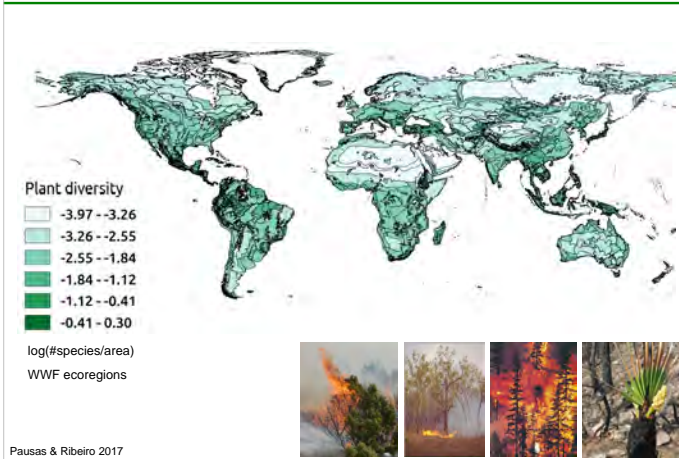 Plant diversity
-3.97 - -3.26
-3.26 - -2.55
-2.55 - -1.84
-1.84 - -1.12
-1.12 - -0.41
-0.41 - 0.30
log(#species/area)
WWF ecoregions
Pausas & Ribeiro 2017